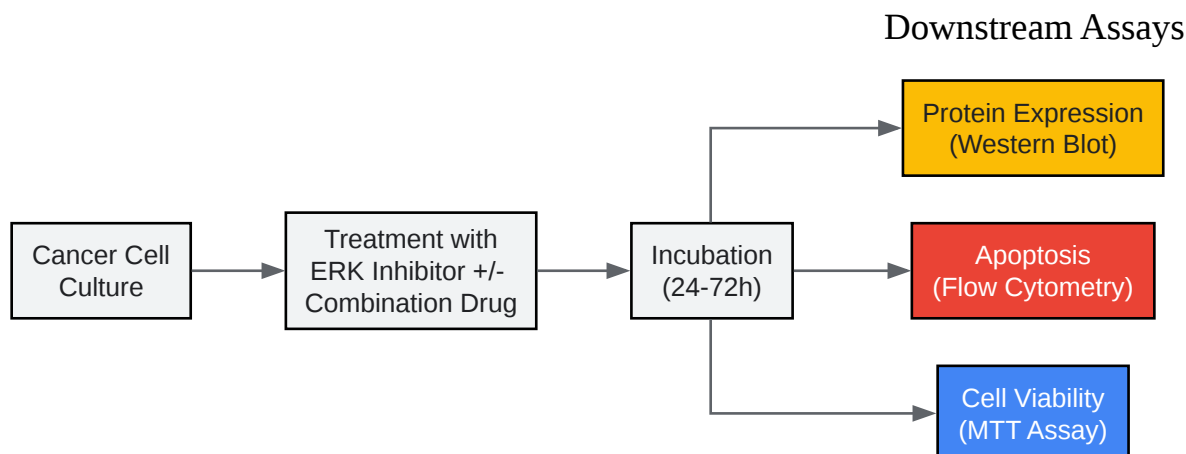 Downstream Assays
Protein Expression
(Western Blot)
Cancer Cell
Culture
Treatment with
ERK Inhibitor +/-
Combination Drug
Incubation
(24-72h)
Apoptosis
(Flow Cytometry)
Cell Viability
(MTT Assay)